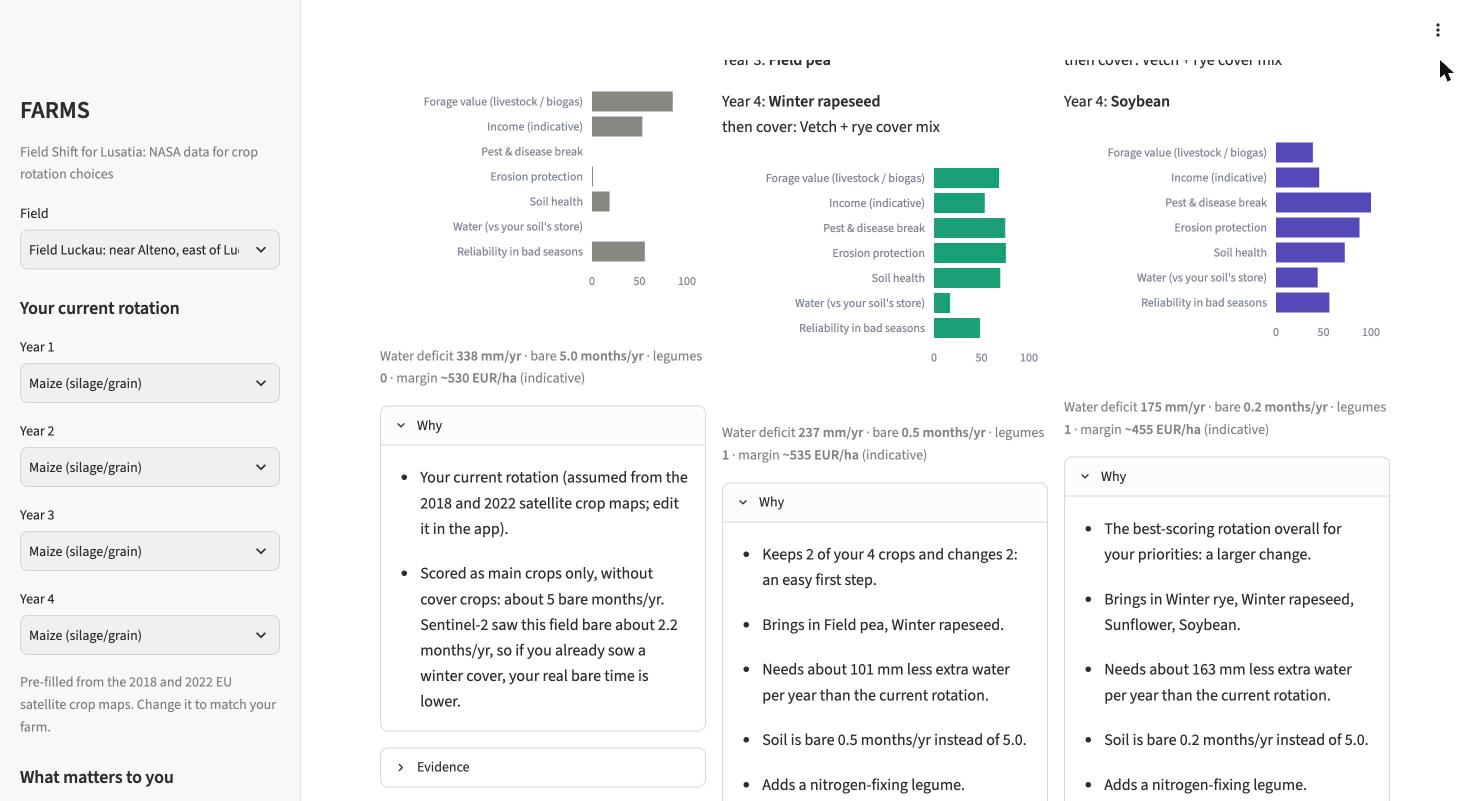 FARMS
Field Shift for Lusatia: NASA data for crop
rotation choices
Field
Field Luckau: near Alteno, east of Lu
Your current rotation
Year 1
Maize (silage/grain)
Year 2
Maize (silage/grain)
Year 3
Maize (silage/grain)
Year 4
Maize (silage/grain)
Pre-filled from the 2018 and 2022 EU
satellite crop maps. Change it to match your
farm.
What matters to you
Forage value (livestock / biogas)
Income (indicative)
Pest & disease break
Erosion protection
Soil health
Water (vs your soil's store)
Reliability in bad seasons
0 50 100
Water deficit 338 mm/yr · bare 5.0 months/yr · legumes
0 · margin ~530 EUR/ha (indicative)
Why
Your current rotation (assumed from the
2018 and 2022 satellite crop maps; edit
it in the app).
Scored as main crops only, without
cover crops: about 5 bare months/yr.
Sentinel-2 saw this field bare about 2.2
months/yr, so if you already sow a
winter cover, your real bare time is
lower.
Evidence
Year 3: Field pea
Year 4: Winter rapeseed
then cover: Vetch + rye cover mix
Forage value (livestock / biogas)
Income (indicative)
Pest & disease break
Erosion protection
Soil health
Water (vs your soil's store)
Reliability in bad seasons
0 50 100
Water deficit 237 mm/yr · bare 0.5 months/yr · legumes
1 · margin ~535 EUR/ha (indicative)
Why
Keeps 2 of your 4 crops and changes 2:
an easy first step.
Brings in Field pea, Winter rapeseed.
Needs about 101 mm less extra water
per year than the current rotation.
Soil is bare 0.5 months/yr instead of 5.0.
Adds a nitrogen-fixing legume.
then cover: Vetch + rye cover mix
Year 4: Soybean
Forage value (livestock / biogas)
Income (indicative)
Pest & disease break
Erosion protection
Soil health
Water (vs your soil's store)
Reliability in bad seasons
0 50 100
Water deficit 175 mm/yr · bare 0.2 months/yr · legumes
1 · margin ~455 EUR/ha (indicative)
Why
The best-scoring rotation overall for
your priorities: a larger change.
Brings in Winter rye, Winter rapeseed,
Sunflower, Soybean.
Needs about 163 mm less extra water
per year than the current rotation.
Soil is bare 0.2 months/yr instead of 5.0.
Adds a nitrogen-fixing legume.